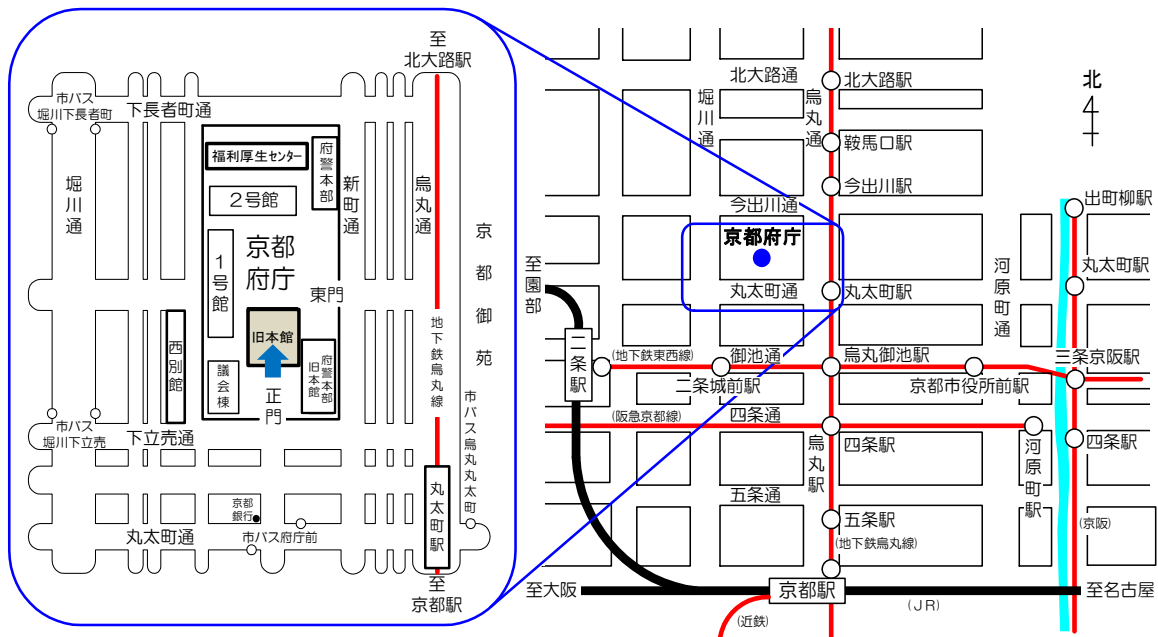 至
北大路駅
市バス
堀川下長者町
下長者町通
福利厚生センター
府警本部
2号館
堀川通
新町通
烏丸通
京都御苑
1号館
京都
府庁
東門
旧本館
西別館
議会棟
正門
府警本部
旧本館
地下鉄烏丸線
市バス
堀川下立売
下立売通
市バス烏丸丸太町
丸太町駅
京都
銀行
丸太町通
市バス府庁前
至
京都駅
北大路通
北大路駅
堀川通
烏丸通
北
鞍馬口駅
今出川駅
今出川通
出町柳駅
京都府庁
至園部
河原町通
丸太町駅
丸太町通
丸太町駅
二条駅
(地下鉄東西線)
御池通
烏丸御池駅
三条京阪駅
二条城前駅
京都市役所前駅
(阪急京都線)
四条通
烏丸駅
四条駅
河原町駅
四条駅
五条通
五条駅
(京阪)
(地下鉄烏丸線)
至大阪
京都駅
至名古屋
(JR)
(近鉄)